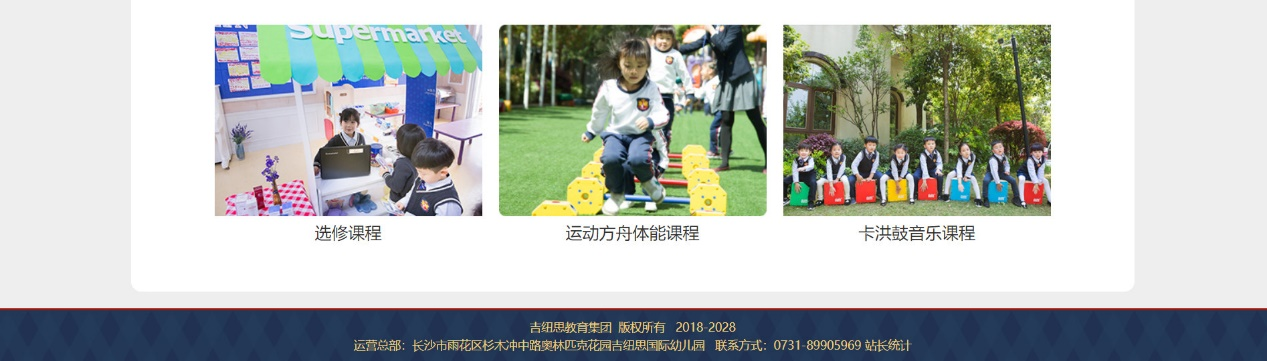 Supermarket
选修课程
运动方舟体能课程
卡洪鼓音乐课程
吉纽思教育集团 版权所有 2018-2028
运营总部：长沙市雨花区杉木冲中路奥林匹克花园吉纽思国际幼儿园 联系方式：0731-89905969 站长统计